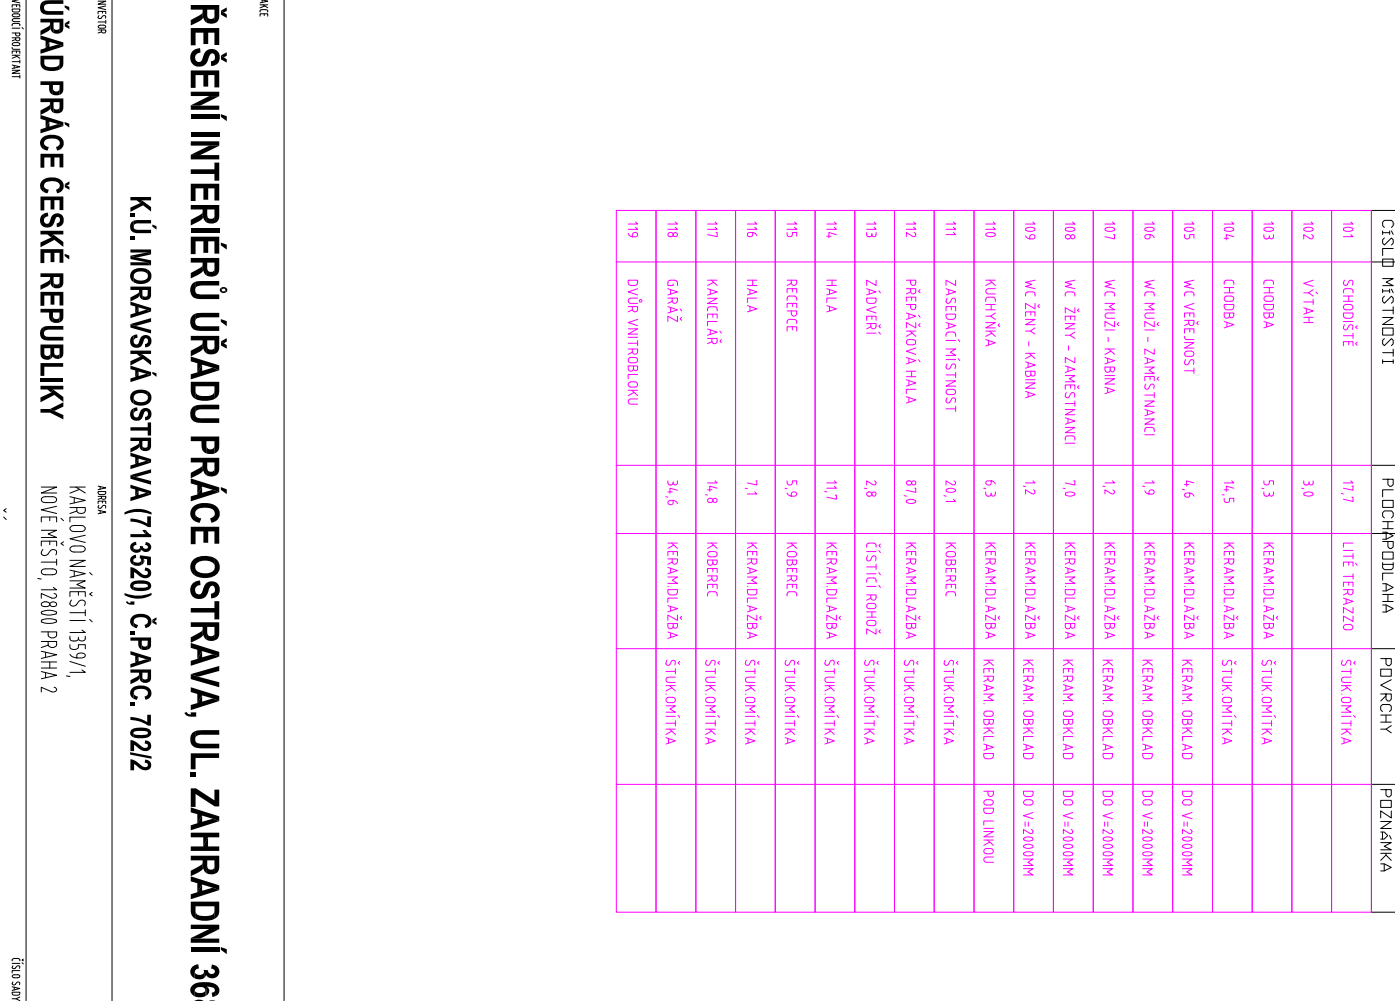 ČÍSLO MÍSTNOSTI PLOCHA PODLAHA POVRCHY POZNÁMKA
101 SCHODIŠTĚ 17,7 LITÉ TERAZZO ŠTUK.OMÍTKA
102 VÝTAH 3,0
103 CHODBA 5,3 KERAM.DLAŽBA ŠTUK.OMÍTKA
104 CHODBA 14,5 KERAM.DLAŽBA ŠTUK.OMÍTKA
105 WC VEŘEJNOST 4,6 KERAM.DLAŽBA KERAM. OBKLAD DO V=2000MM
106 WC MUŽI - ZAMĚSTNANCI 1,9 KERAM.DLAŽBA KERAM. OBKLAD DO V=2000MM
107 WC MUŽI - KABINA 1,2 KERAM.DLAŽBA KERAM. OBKLAD DO V=2000MM
108 WC ŽENY - ZAMĚSTNANCI 7,0 KERAM.DLAŽBA KERAM. OBKLAD DO V=2000MM
109 WC ŽENY - KABINA 1,2 KERAM.DLAŽBA KERAM. OBKLAD DO V=2000MM
110 KUCHYŇKA 6,3 KERAM.DLAŽBA KERAM. OBKLAD POD LINKOU
111 ZASEDACÍ MÍSTNOST 20,1 KOBEREC ŠTUK.OMÍTKA
112 PŘEPÁŽKOVÁ HALA 87,0 KERAM.DLAŽBA ŠTUK.OMÍTKA
113 ZÁDVEŘÍ 2,8 ČÍSTÍCÍ ROHOŽ ŠTUK.OMÍTKA
114 HALA 11,7 KERAM.DLAŽBA ŠTUK.OMÍTKA
115 RECEPCE 5,9 KOBEREC ŠTUK.OMÍTKA
116 HALA 7,1 KERAM.DLAŽBA ŠTUK.OMÍTKA
117 KANCELÁŘ 14,8 KOBEREC ŠTUK.OMÍTKA
118 GARÁŽ 34,6 KERAM.DLAŽBA ŠTUK.OMÍTKA
119 DVŮR VNITROBLOKU
AKCE
ŘEŠENÍ INTERIÉRŮ ÚŘADU PRÁCE OSTRAVA, UL. ZAHRADNÍ 36
K.Ú. MORAVSKÁ OSTRAVA (713520), Č.PARC. 702/2
INVESTOR
ADRESA
ÚŘAD PRÁCE ČESKÉ REPUBLIKY
KARLOVO NÁMĚSTÍ 1359/1,
NOVÉ MĚSTO, 12800 PRAHA 2
VEDOUCÍ PROJEKTANT
ČÍSLO SADY